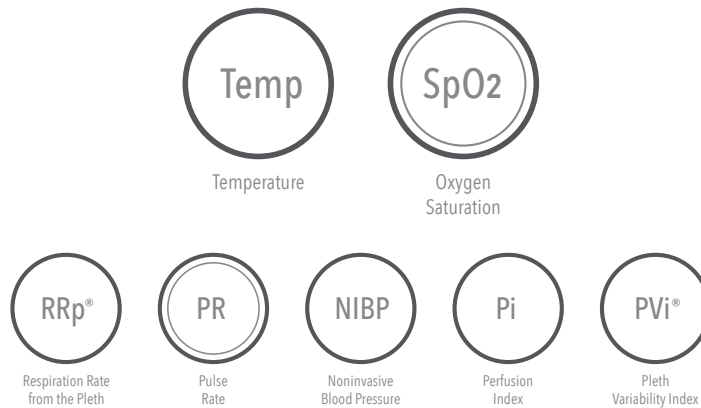 Temp
SpO2
Temperature
Oxygen
Saturation
RRp®
PR
NIBP
Pi
PVi®
Respiration Rate
from the Pleth
Pulse
Rate
Noninvasive
Blood Pressure
Perfusion
Index
Pleth
Variability Index